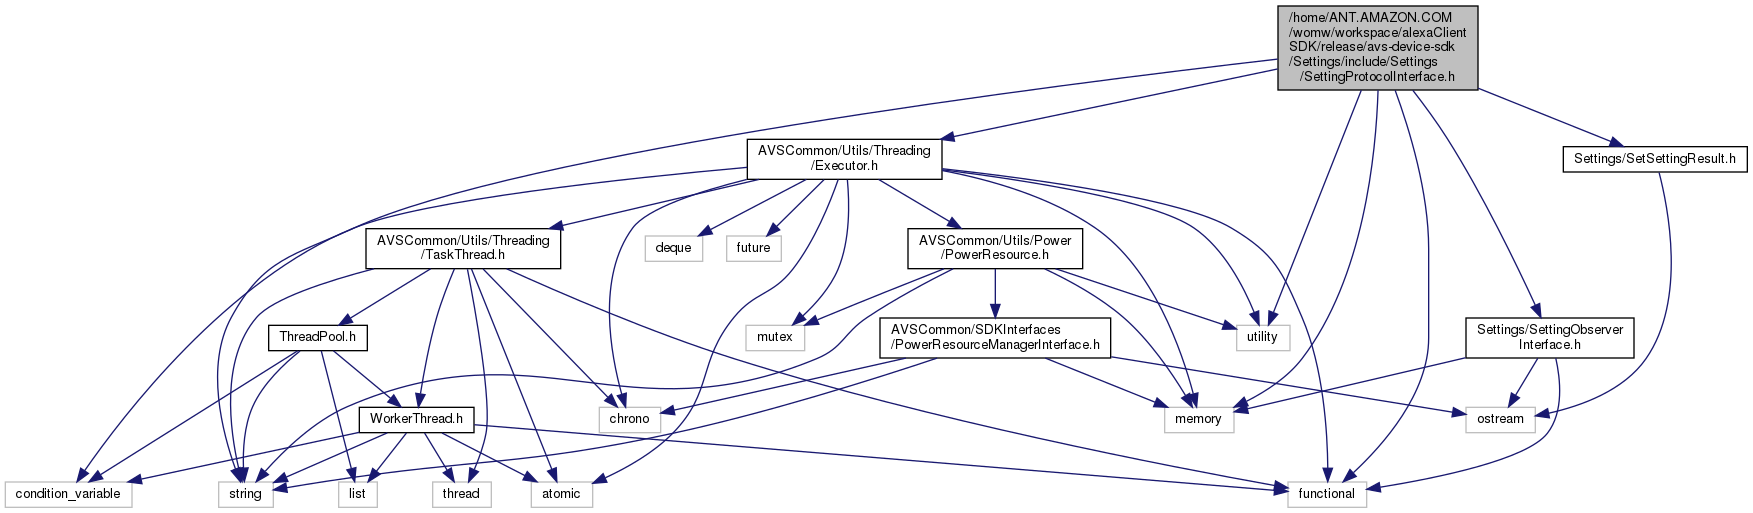 /home/ANT.AMAZON.COM
/womw/workspace/alexaClient
SDK/release/avs-device-sdk
/Settings/include/Settings
/SettingProtocolInterface.h
AVSCommon/Utils/Threading
/Executor.h
Settings/SetSettingResult.h
AVSCommon/Utils/Threading
/TaskThread.h
deque
future
AVSCommon/Utils/Power
/PowerResource.h
ThreadPool.h
mutex
AVSCommon/SDKInterfaces
/PowerResourceManagerInterface.h
utility
Settings/SettingObserver
Interface.h
WorkerThread.h
chrono
memory
ostream
condition_variable
string
list
thread
atomic
functional